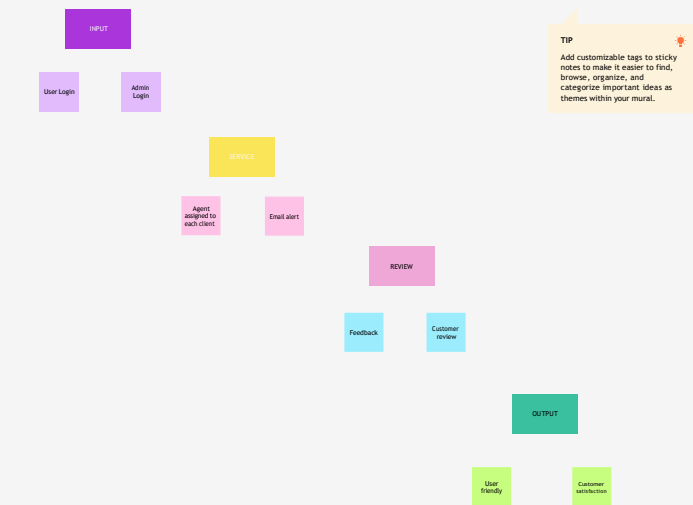 INPUT
User Login
Admin
Login
TIP
Add customizable tags to sticky
notes to make it easier to find,
browse, organize, and
categorize important ideas as
themes within your mural.
SERVICE
Agent
assigned to
each client
Email alert
REVIEW
Feedback
Customer
review
OUTPUT
User
friendly
Customer
satisfaction